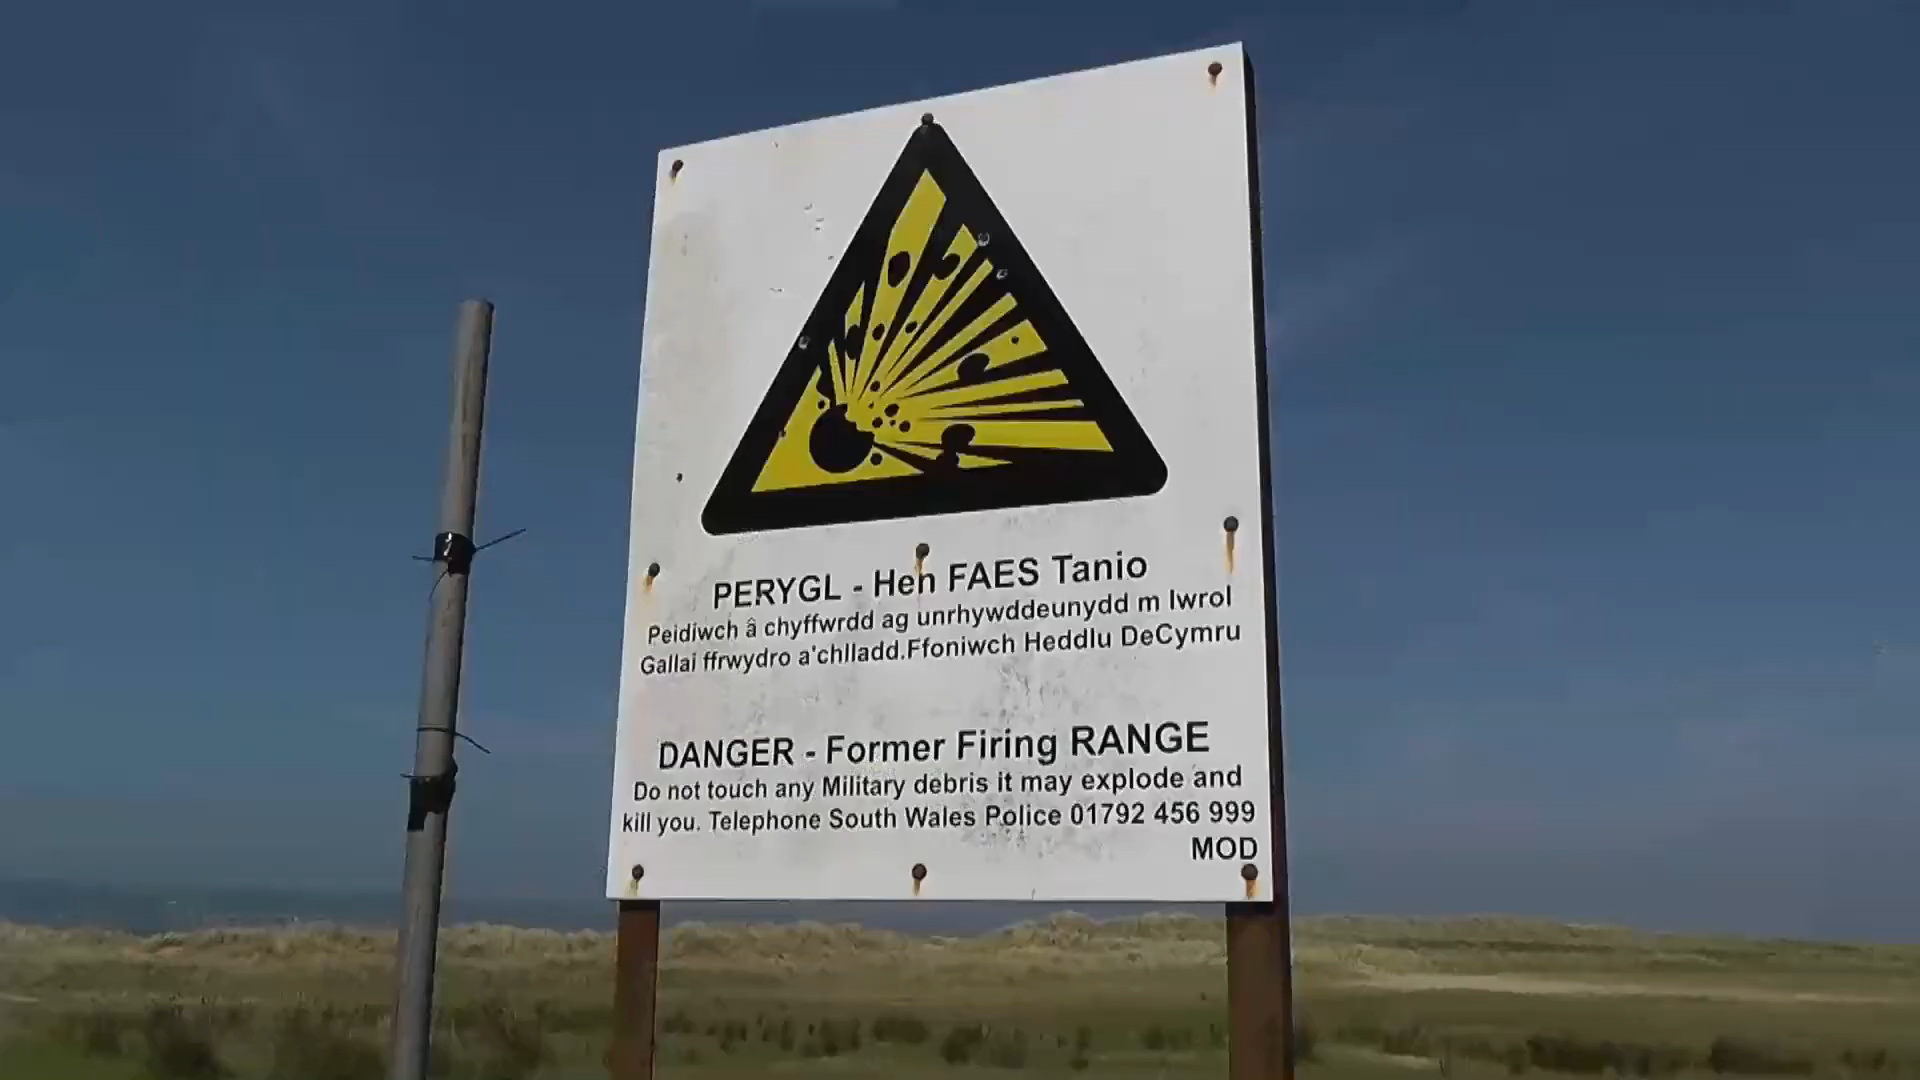 PERYGL - Hen FAES Tanio
Peidiwch â chyffwrdd ag unrhywddeunydd m lwrol
Gallai ffrwydro a'chlladd.Ffoniwch Heddlu DeCymru
DANGER - Former Firing RANGE
Do not touch any Military debris it may explode and
kill you. Telephone South Wales Police 01792 456 999
MOD